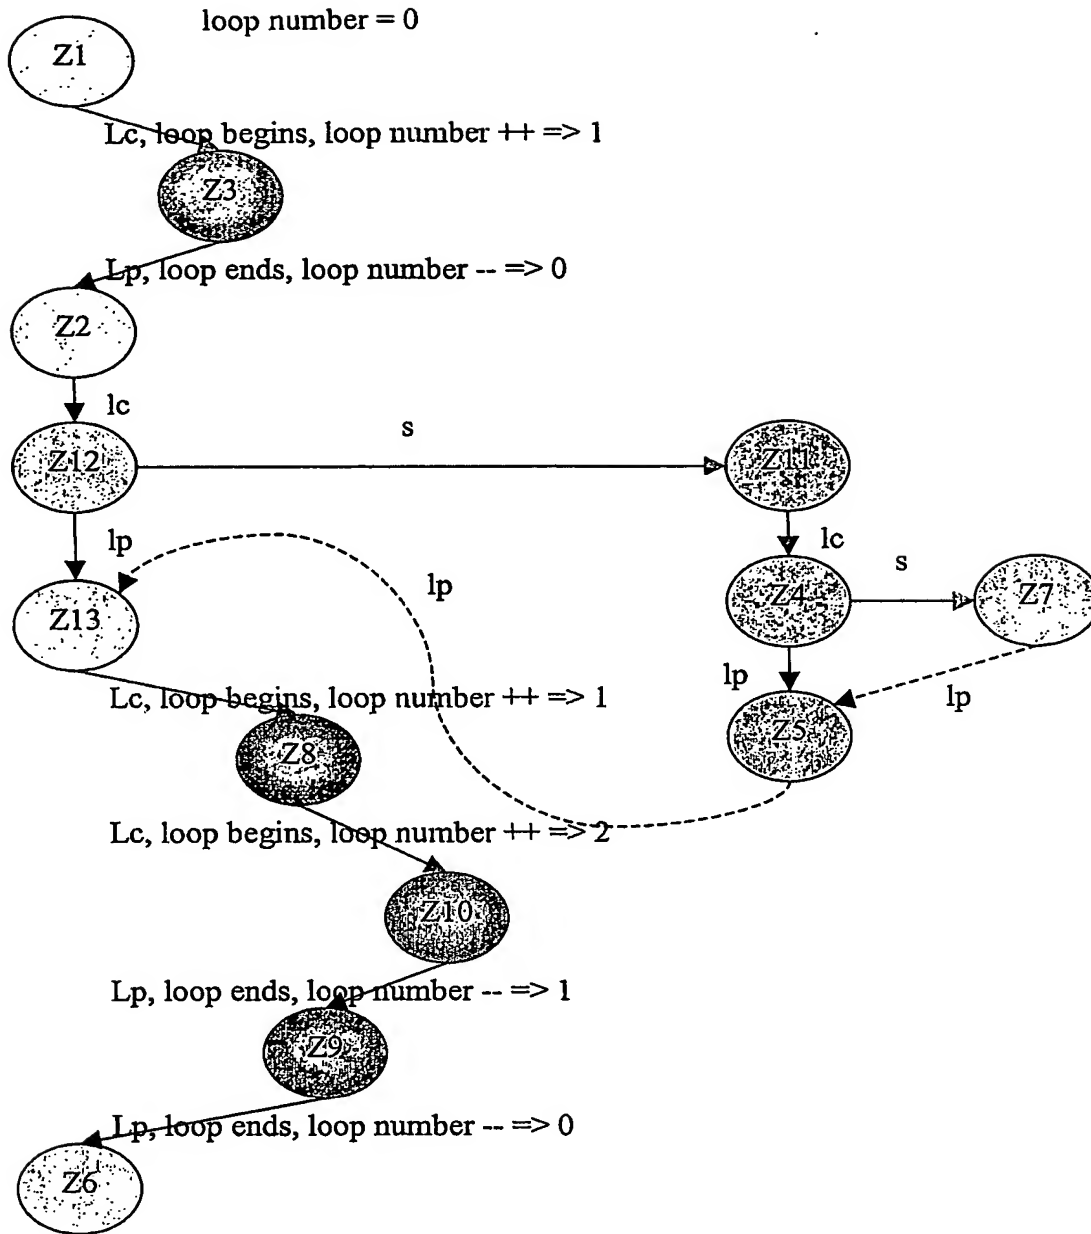 loop number = 0
Z1
Lc, loop begins, loop number ++ => 1
Z3
Lp, loop ends, loop number -- => 0
Z2
lc
s
Z12
Z11
lp
lc
s
lp
Z4
Z7
Z13
lp
lp
Lc, loop begins, loop number ++ => 1
Z5
Z8
Lc, loop begins, loop number ++ => 2
Z10
Lp, loop ends, loop number -- => 1
Z9
Lp, loop ends, loop number -- => 0
Z6